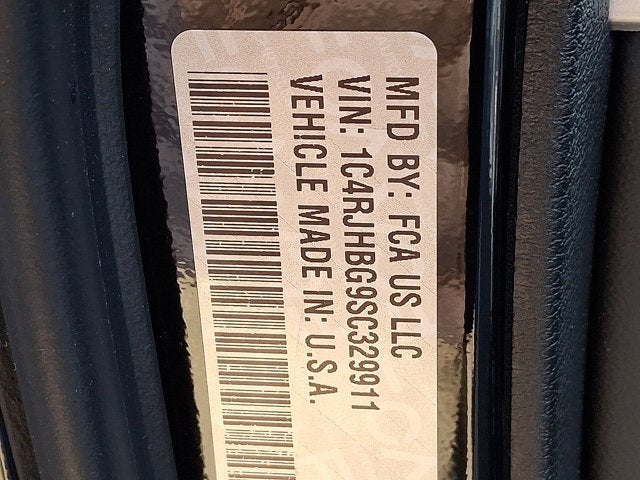 MFD BY: FCA US LLC
VIN: 1C4RJHBG9SC329911
VEHICLE MADE IN: U.S.A.